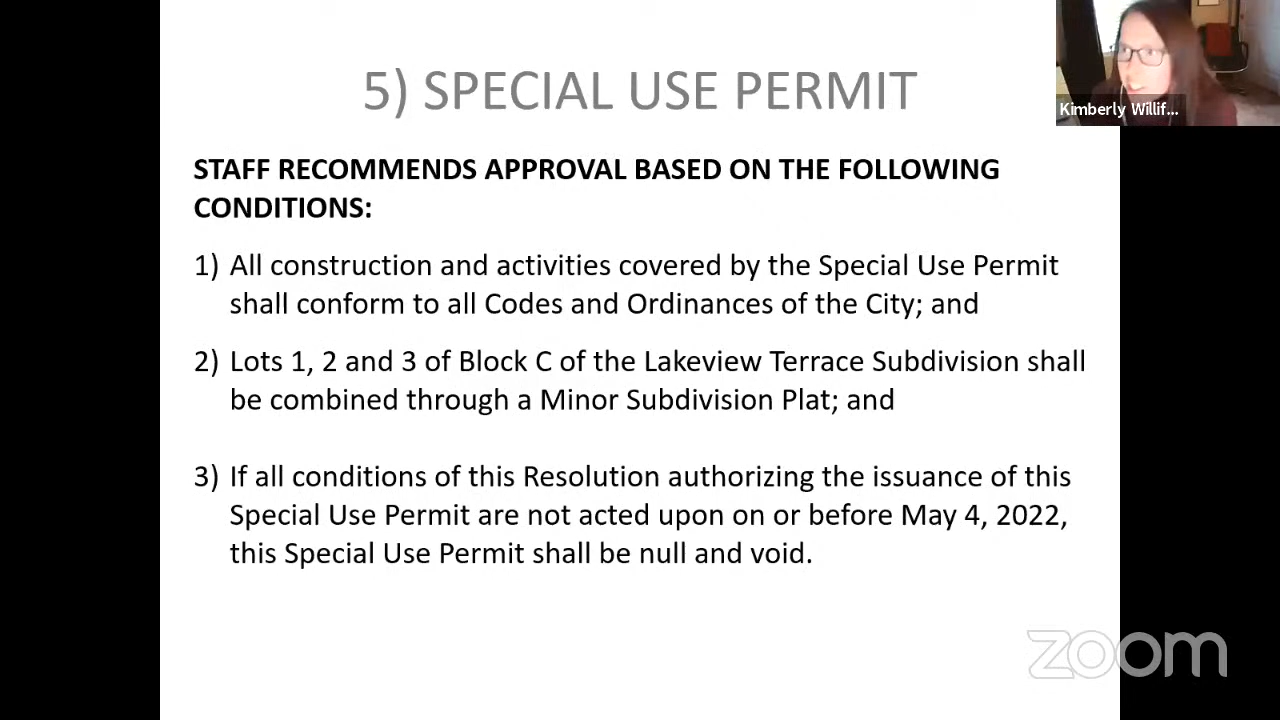 5) SPECIAL USE PERMIT
Kimberly Willif...
STAFF RECOMMENDS APPROVAL BASED ON THE FOLLOWING
CONDITIONS:
1) All construction and activities covered by the Special Use Permit
shall conform to all Codes and Ordinances of the City; and
2) Lots 1, 2 and 3 of Block C of the Lakeview Terrace Subdivision shall
be combined through a Minor Subdivision Plat; and
3) If all conditions of this Resolution authorizing the issuance of this
Special Use Permit are not acted upon on or before May 4, 2022,
this Special Use Permit shall be null and void.
zoom